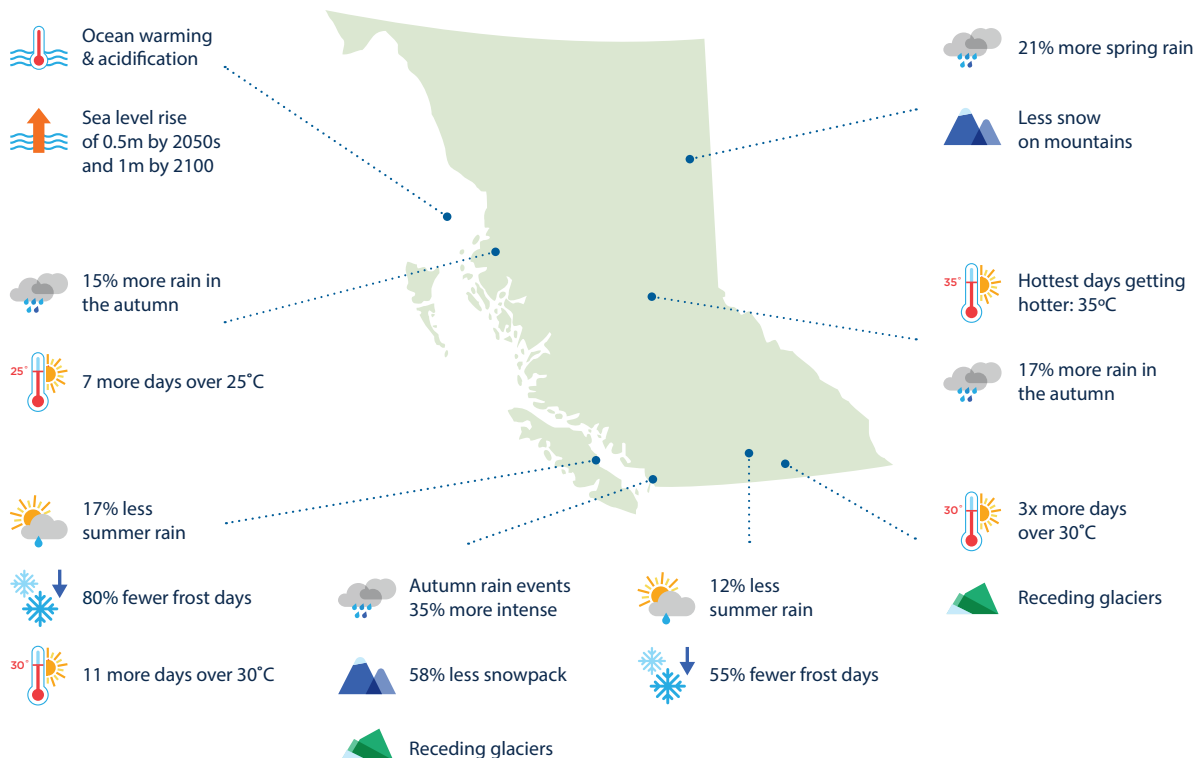 Ocean warming
& acidification
Sea level rise
of 0.5m by 2050s
and 1m by 2100
15% more rain in
the autumn
25°
7 more days over 25˚C
17% less
summer rain
80% fewer frost days
30°
11 more days over 30˚C
Autumn rain events
35% more intense
58% less snowpack
Receding glaciers
12% less
summer rain
55% fewer frost days
21% more spring rain
Less snow
on mountains
35°
Hottest days getting
hotter: 35ºC
17% more rain in
the autumn
30°
3x more days
over 30˚C
Receding glaciers